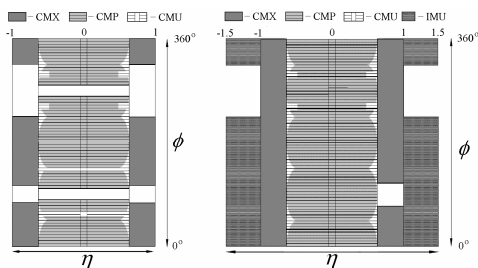 – CMX – CMP – CMU
-1 0 1
360°
ϕ
0°
η
– CMX – CMP – CMU – IMU
-1.5 -1 0 1 1.5
360°
ϕ
0°
η